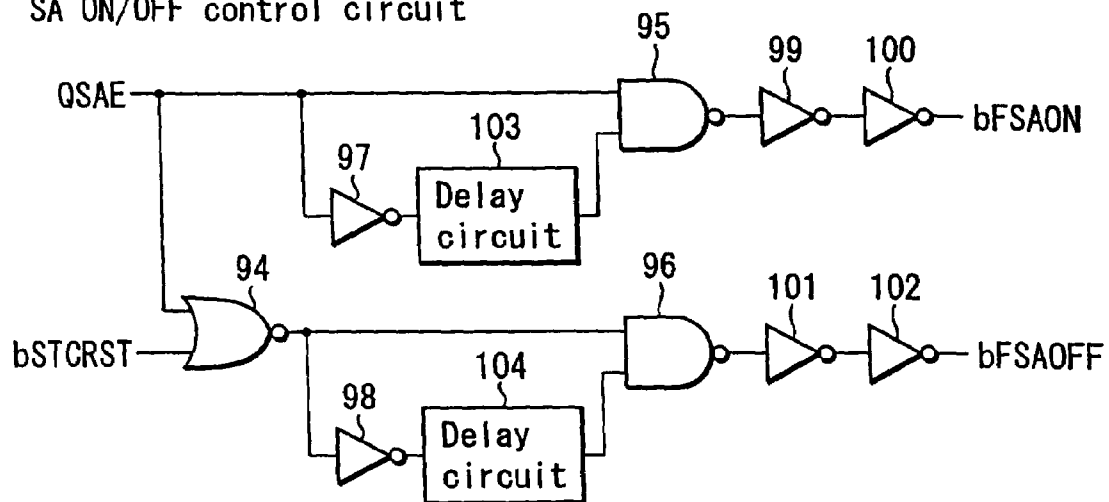 SA ON/OFF control circuit
95
99
100
QSAE
bFSAON
103
97
Delay
circuit
94
96
101
102
bSTCRST
bFSAOFF
104
98
Delay
circuit